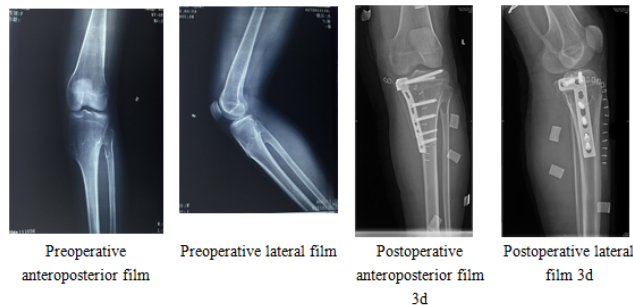 Preoperative
anteroposterior film
Preoperative lateral film
Postoperative
anteroposterior film
3d
Postoperative lateral
film 3d